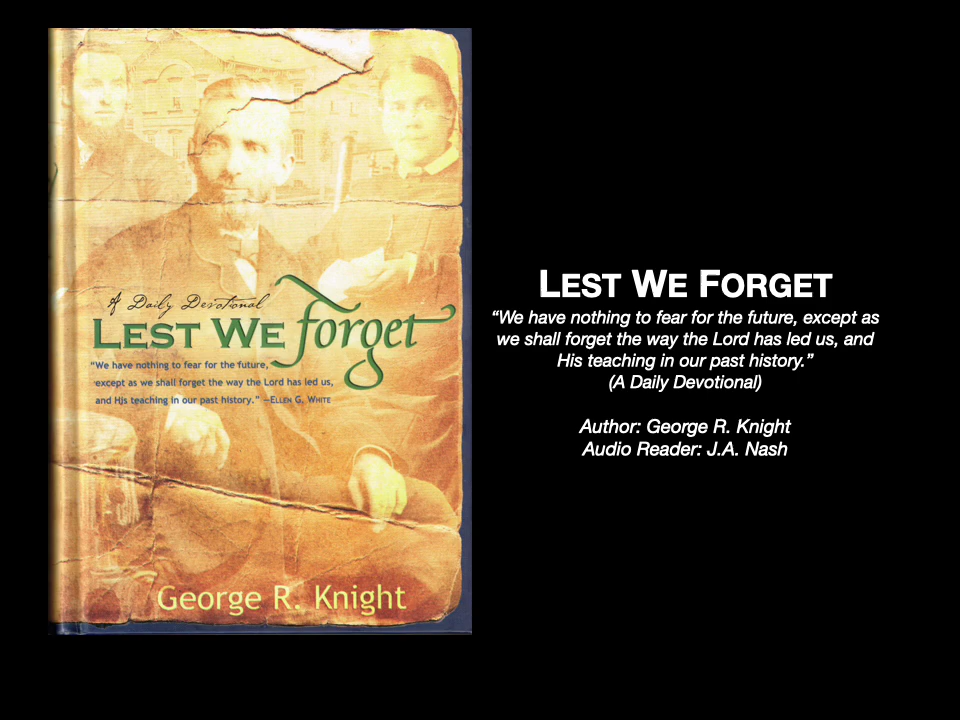 A Daily Devotional
LEST WE forget
“We have nothing to fear for the future,
except as we shall forget the way the Lord has led us,
and His teaching in our past history.” —ELLEN G. WHITE
George R. Knight
LEST WE FORGET
“We have nothing to fear for the future, except as
we shall forget the way the Lord has led us, and
His teaching in our past history.”
(A Daily Devotional)
Author: George R. Knight
Audio Reader: J.A. Nash